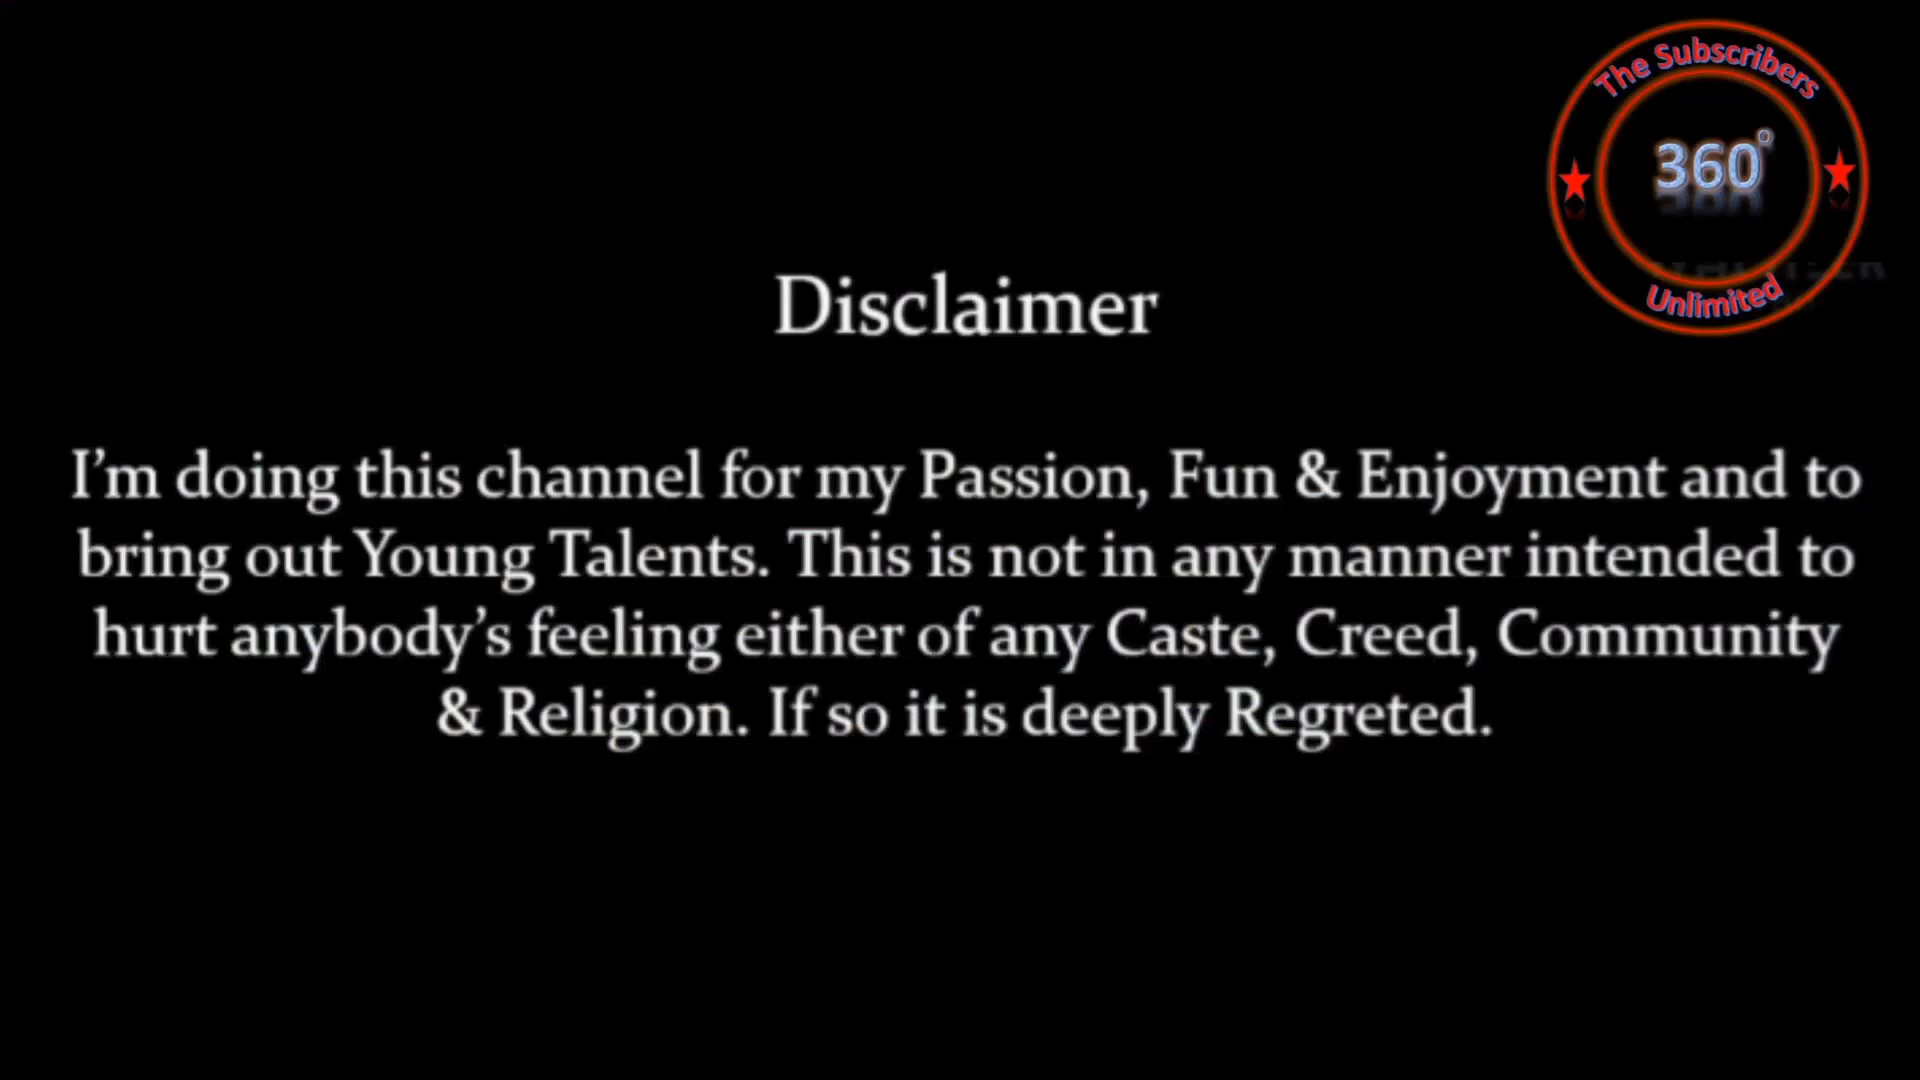 The Subscribers
360°
Unlimited
Disclaimer
I'm doing this channel for my Passion, Fun & Enjoyment and to
bring out Young Talents. This is not in any manner intended to
hurt anybody's feeling either of any Caste, Creed, Community
& Religion. If so it is deeply Regreted.